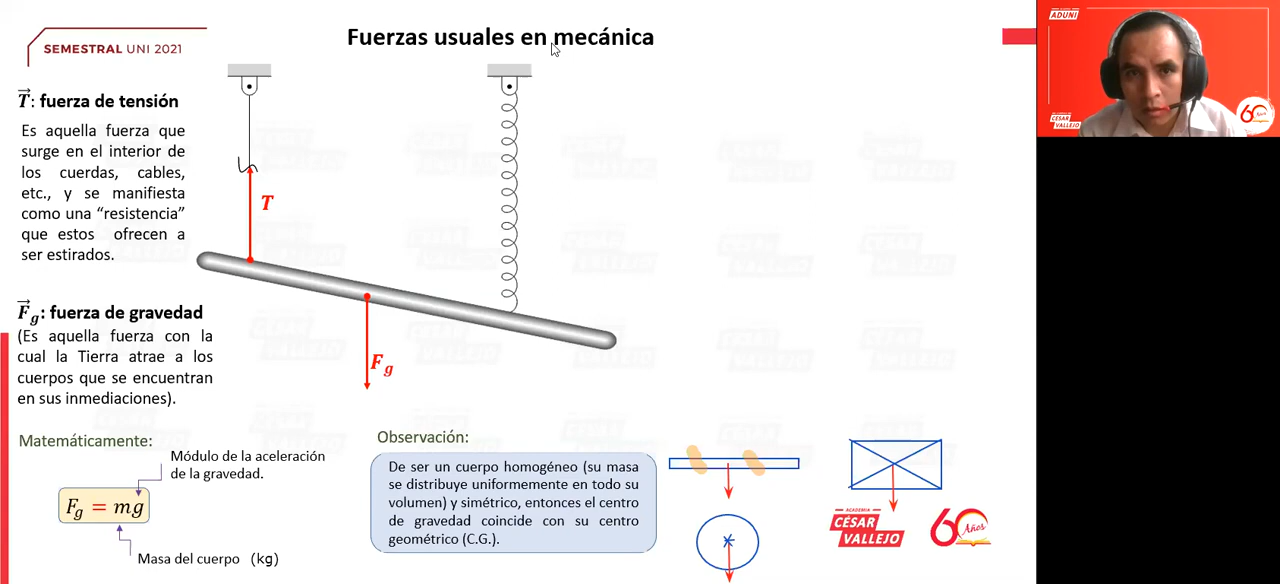 Fuerzas usuales en mecánica
SEMESTRAL UNI 2021
T: fuerza de tensión
Es aquella fuerza que
surge en el interior de
los cuerdas, cables,
etc., y se manifiesta
como una “resistencia”
que estos ofrecen a
ser estirados.
T
F⃗g: fuerza de gravedad
(Es aquella fuerza con la
cual la Tierra atrae a los
cuerpos que se encuentran
en sus inmediaciones).
Fg
Matemáticamente:
Módulo de la aceleración
de la gravedad.
Fg = mg
Masa del cuerpo (kg)
Observación:
De ser un cuerpo homogéneo (su masa
se distribuye uniformemente en todo su
volumen) y simétrico, entonces el centro
de gravedad coincide con su centro
geométrico (C.G.).
ACADEMIA
CÉSAR
VALLEJO
60 Años
ADUNI
CÉSAR
VALLEJO
60 Años